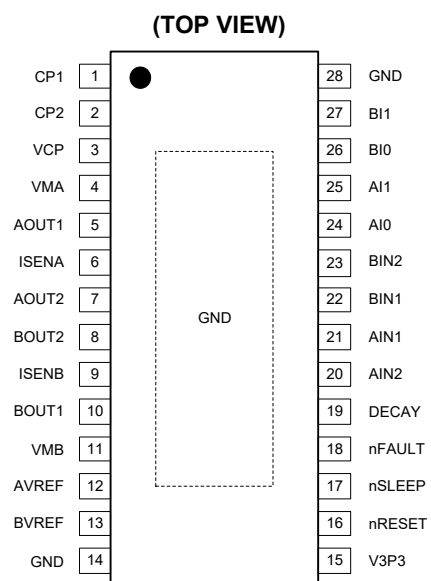 (TOP VIEW)
CP1 1 28 GND
CP2 2 27 BI1
VCP 3 26 BI0
VMA 4 25 AI1
AOUT1 5 24 AI0
ISENA 6 23 BIN2
AOUT2 7 22 BIN1
BOUT2 8 GND 21 AIN1
ISENB 9 20 AIN2
BOUT1 10 19 DECAY
VMB 11 18 nFAULT
AVREF 12 17 nSLEEP
BVREF 13 16 nRESET
GND 14 15 V3P3